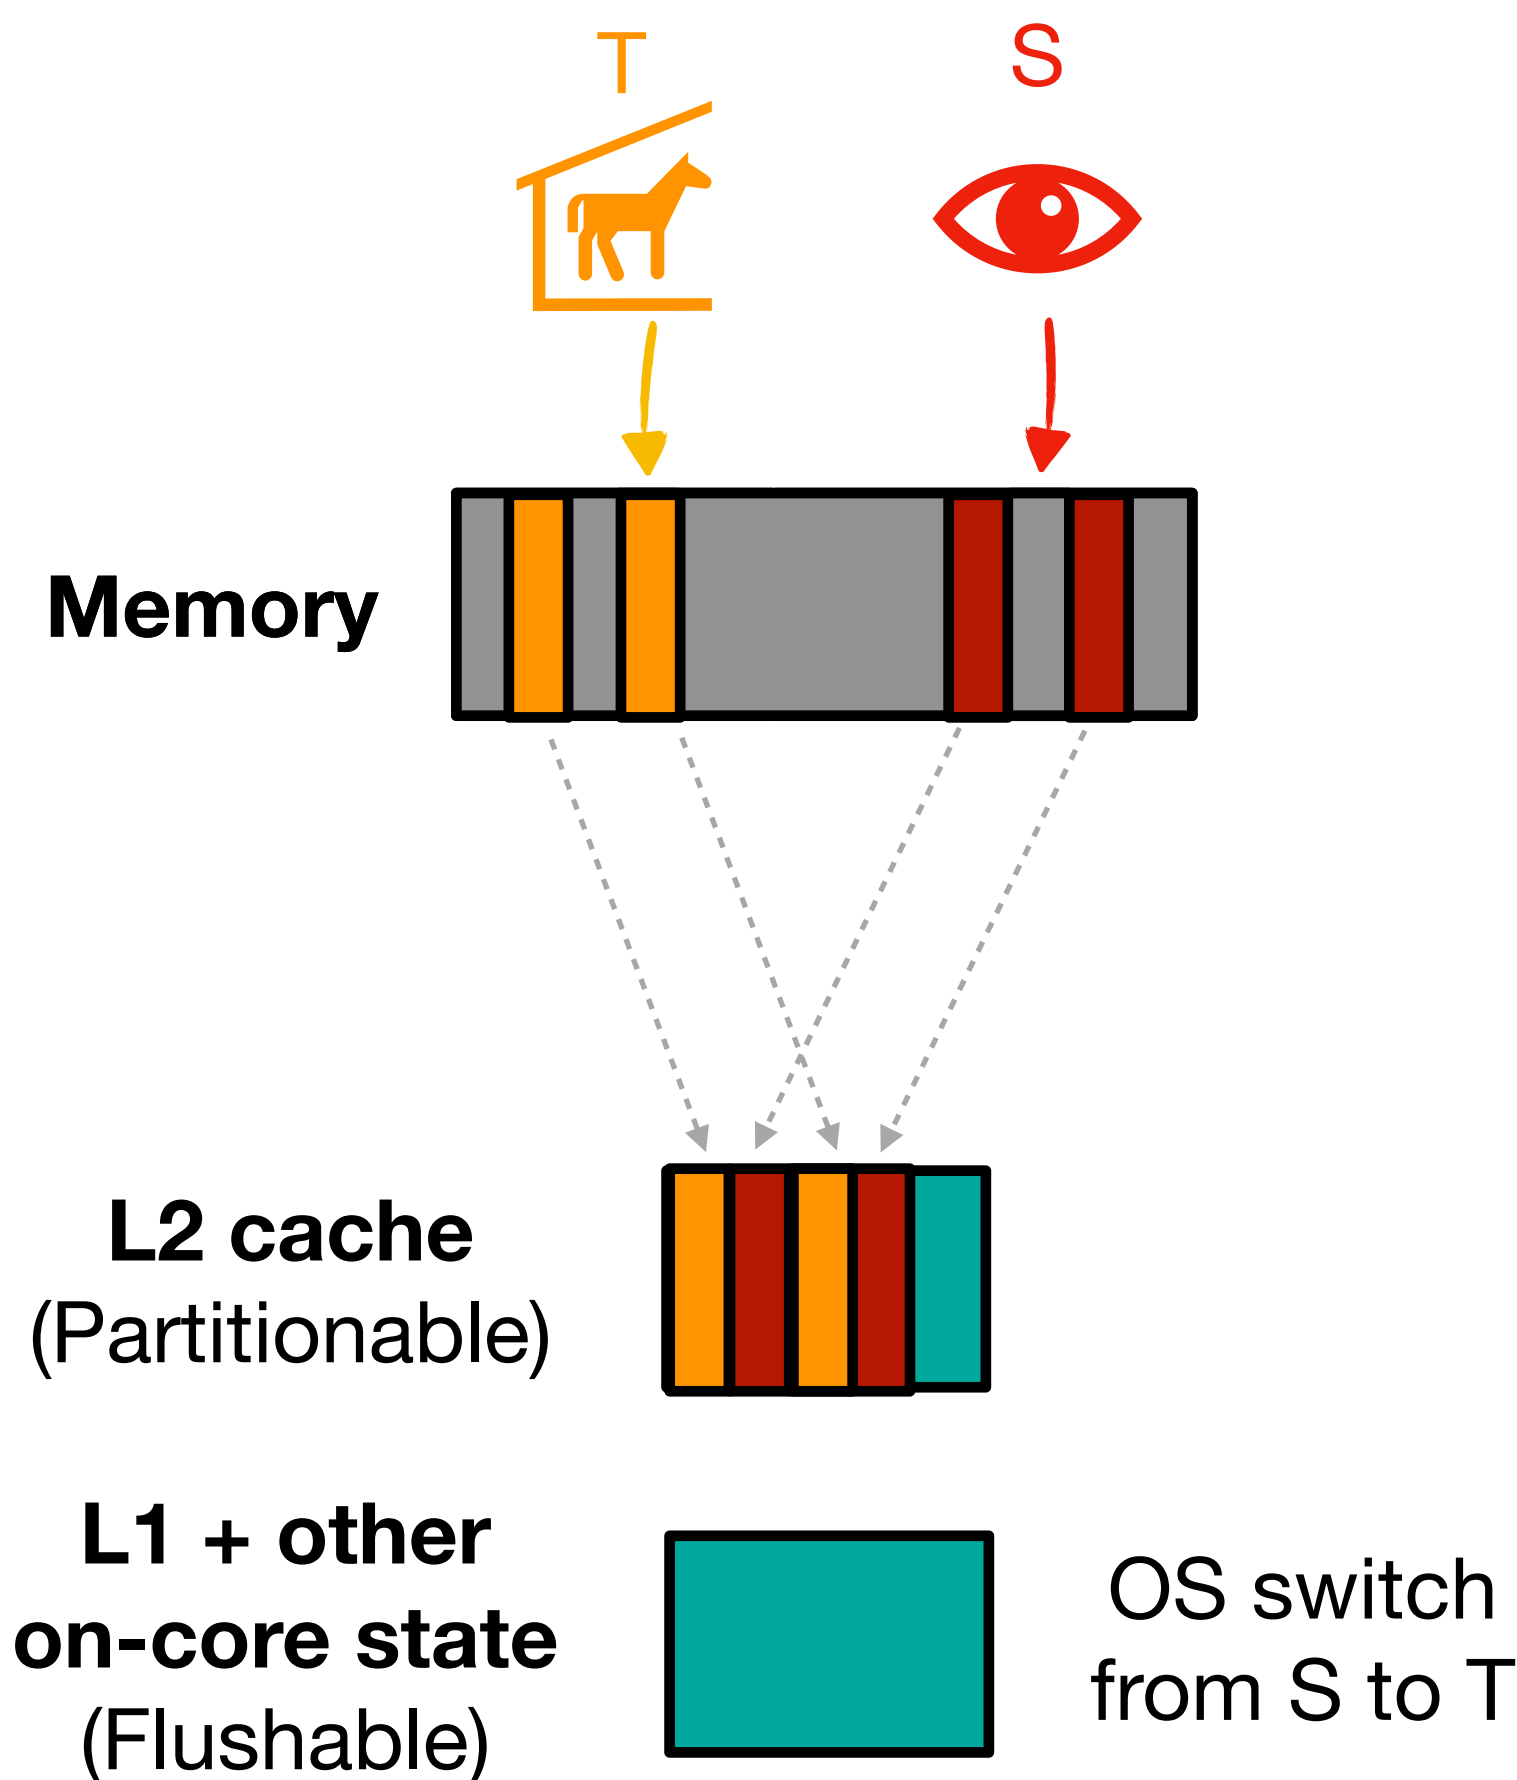 T
S
Memory
L2 cache
(Partitionable)
L1 + other
on-core state
(Flushable)
OS switch
from S to T